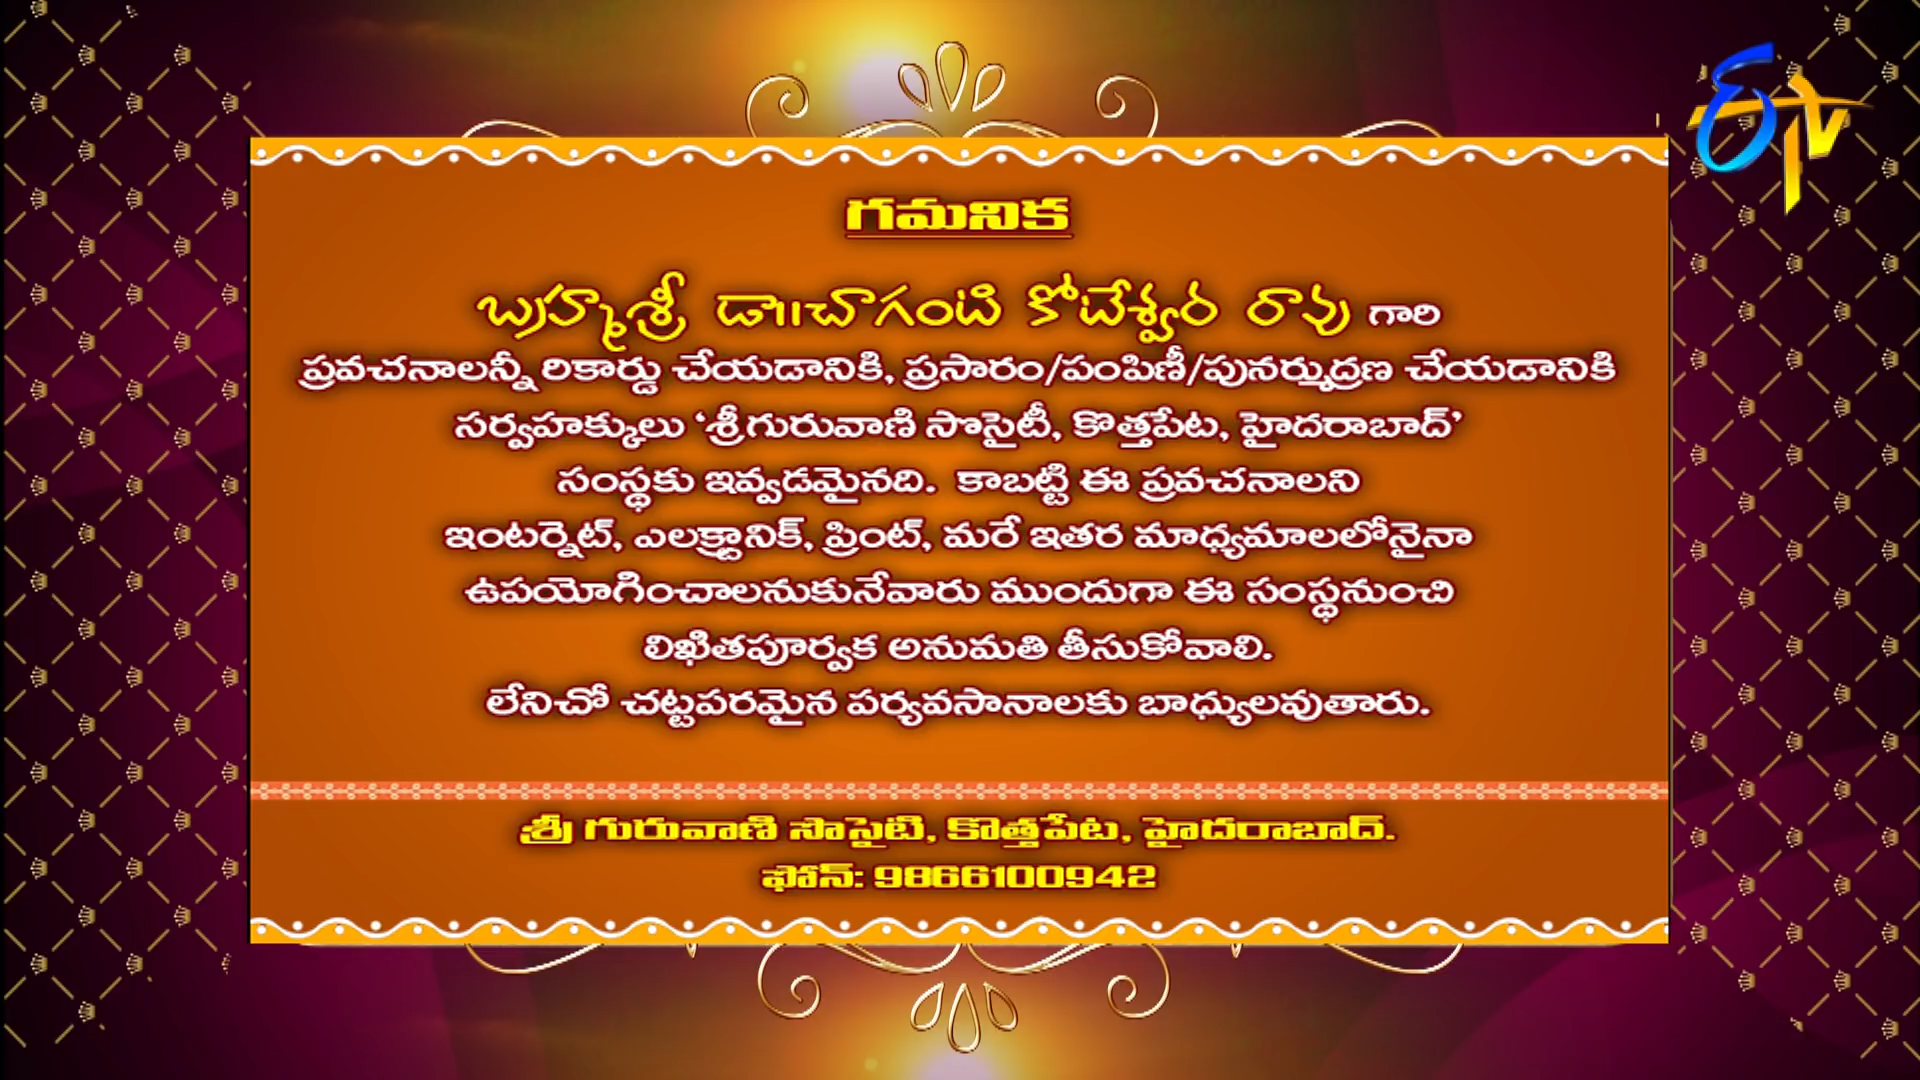 ETV
గమనిక
బ్రహ్మశ్రీ డా॥చాగంటి కోటేశ్వర రావు గారి
ప్రవచనాలన్నీ రికార్డు చేయడానికి, ప్రసారం/పంపిణీ/పునర్ముద్రణ చేయడానికి
సర్వహక్కులు ‘శ్రీగురువాణి సొసైటీ, కొత్తపేట, హైదరాబాద్’
సంస్థకు ఇవ్వడమైనది. కాబట్టి ఈ ప్రవచనాలని
ఇంటర్నెట్, ఎలక్ట్రానిక్, ప్రింట్, మరే ఇతర మాధ్యమాలలోనైనా
ఉపయోగించాలనుకునేవారు ముందుగా ఈ సంస్థనుంచి
లిఖితపూర్వక అనుమతి తీసుకోవాలి.
లేనిచో చట్టపరమైన పర్యవసానాలకు బాధ్యులవుతారు.
శ్రీ గురువాణి సొసైటి, కొత్తపేట, హైదరాబాద్.
ఫోన్: 9866100942